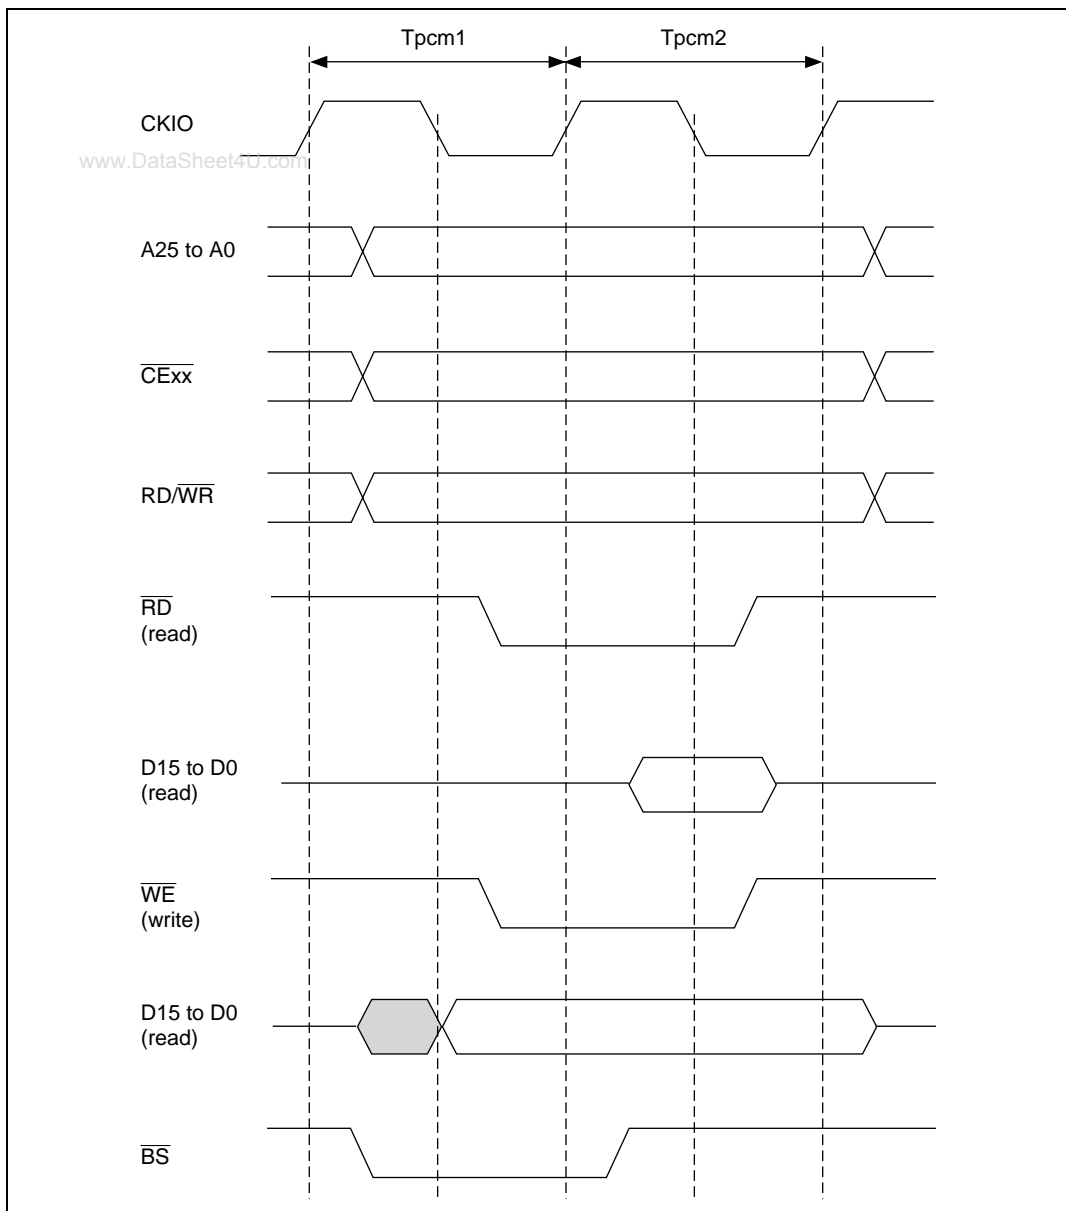 Tpcm1 Tpcm2
CKIO
www.DataSheet4U.com
A25 to A0
CExx
RD/WR
RD
(read)
D15 to D0
(read)
WE
(write)
D15 to D0
(read)
BS